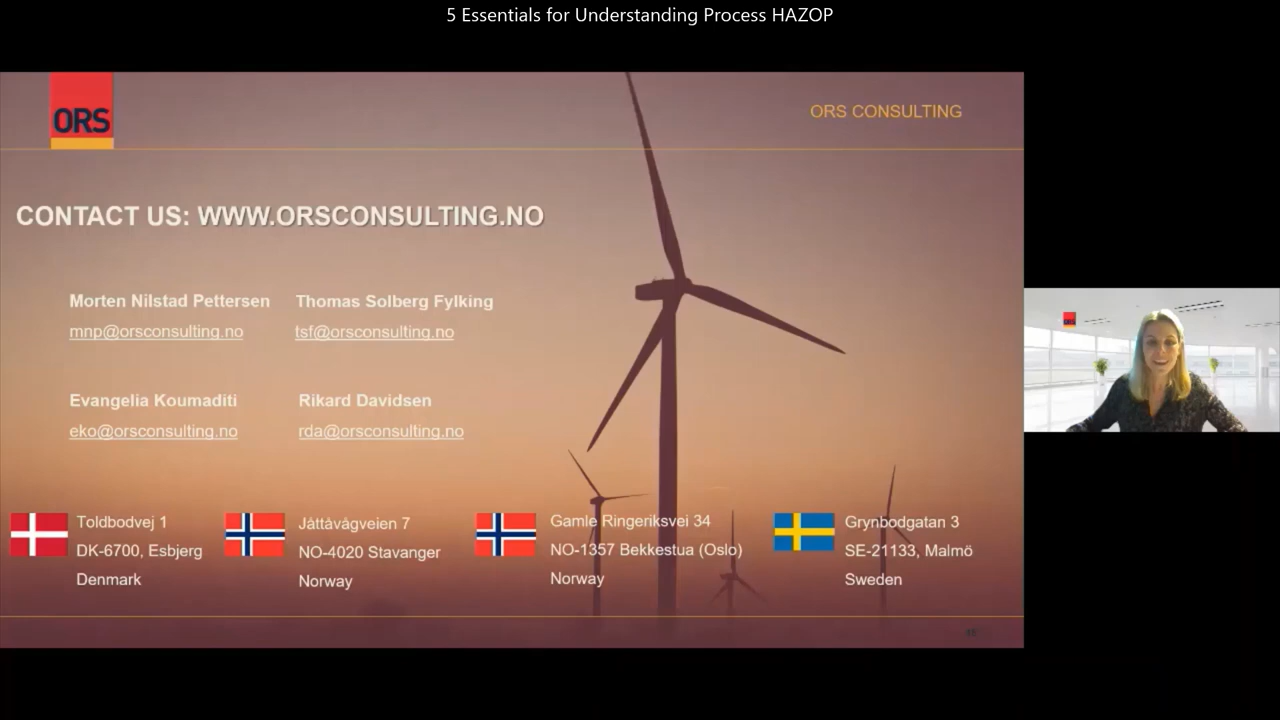 5 Essentials for Understanding Process HAZOP
ORS
ORS CONSULTING
CONTACT US: WWW.ORSCONSULTING.NO
Morten Nilstad Pettersen
mnp@orsconsulting.no
Thomas Solberg Fylking
tsf@orsconsulting.no
Evangelia Koumaditi
eko@orsconsulting.no
Rikard Davidsen
rda@orsconsulting.no
ORS
Toldbodvej 1
DK-6700, Esbjerg
Denmark
Jåttåvågveien 7
NO-4020 Stavanger
Norway
Gamle Ringeriksvei 34
NO-1357 Bekkestua (Oslo)
Norway
Grynbodgatan 3
SE-21133, Malmö
Sweden